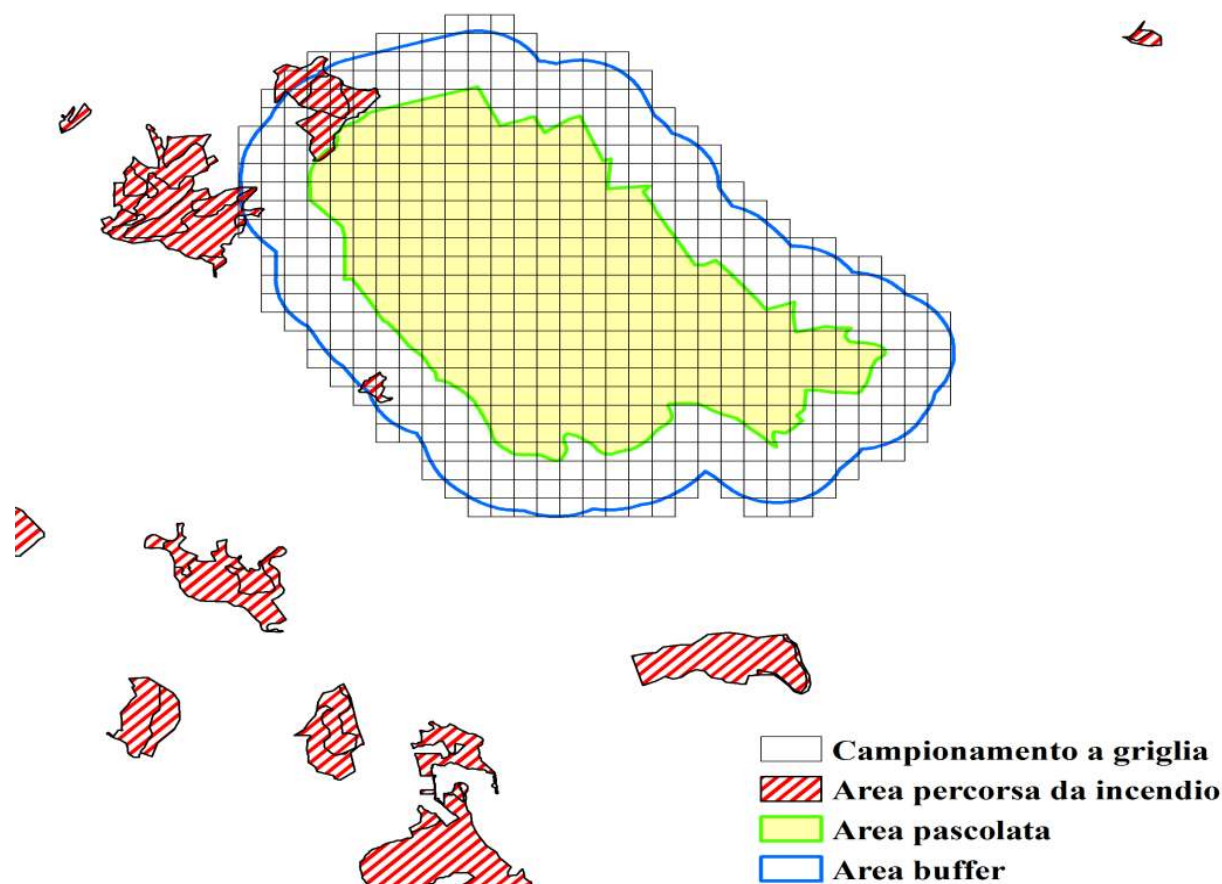 Campionamento a griglia
Area percorsa da incendio
Area pascolata
Area buffer